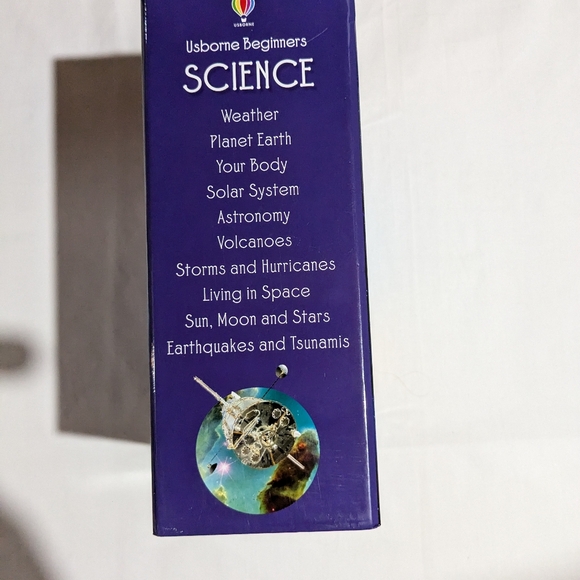 USBORNE
Usborne Beginners
SCIENCE
Weather
Planet Earth
Your Body
Solar System
Astronomy
Volcanoes
Storms and Hurricanes
Living in Space
Sun, Moon and Stars
Earthquakes and Tsunamis